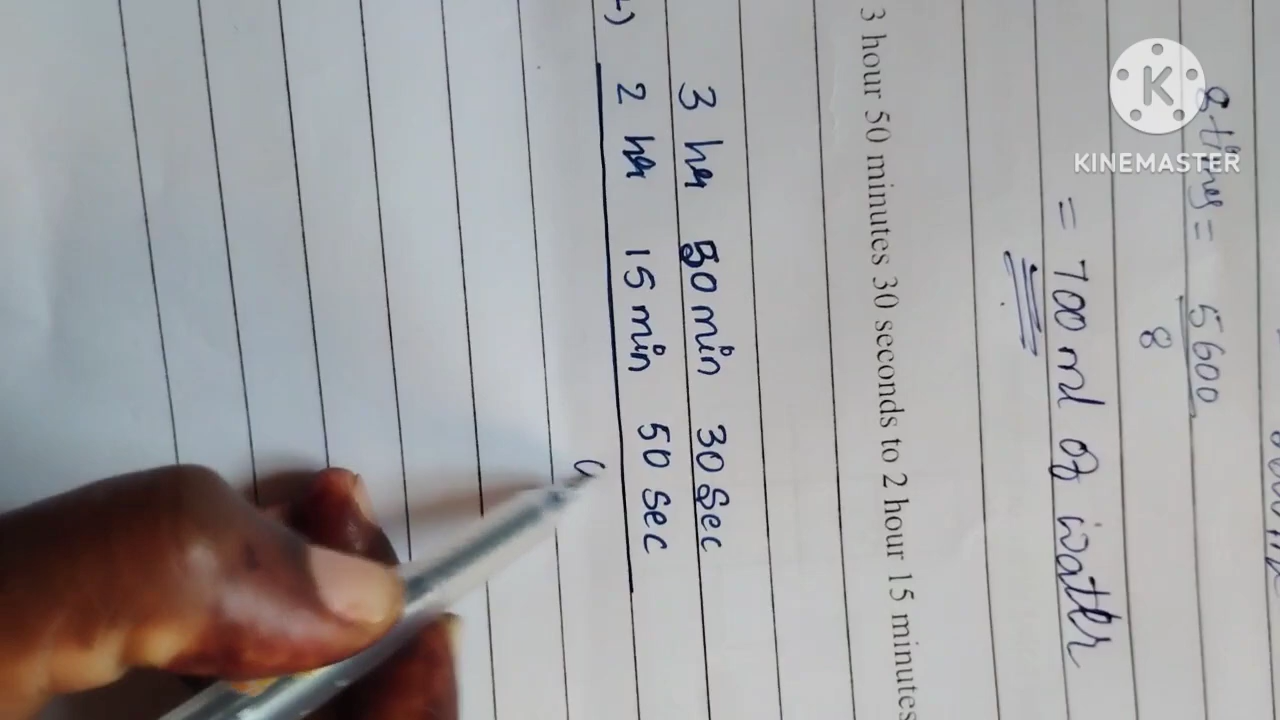 8 times = 5600
8
= 700 ml of water
3 hour 50 minutes 30 seconds to 2 hour 15 minutes
3 hr 50 min 30 sec
+) 2 hr 15 min 50 sec
KINEMASTER